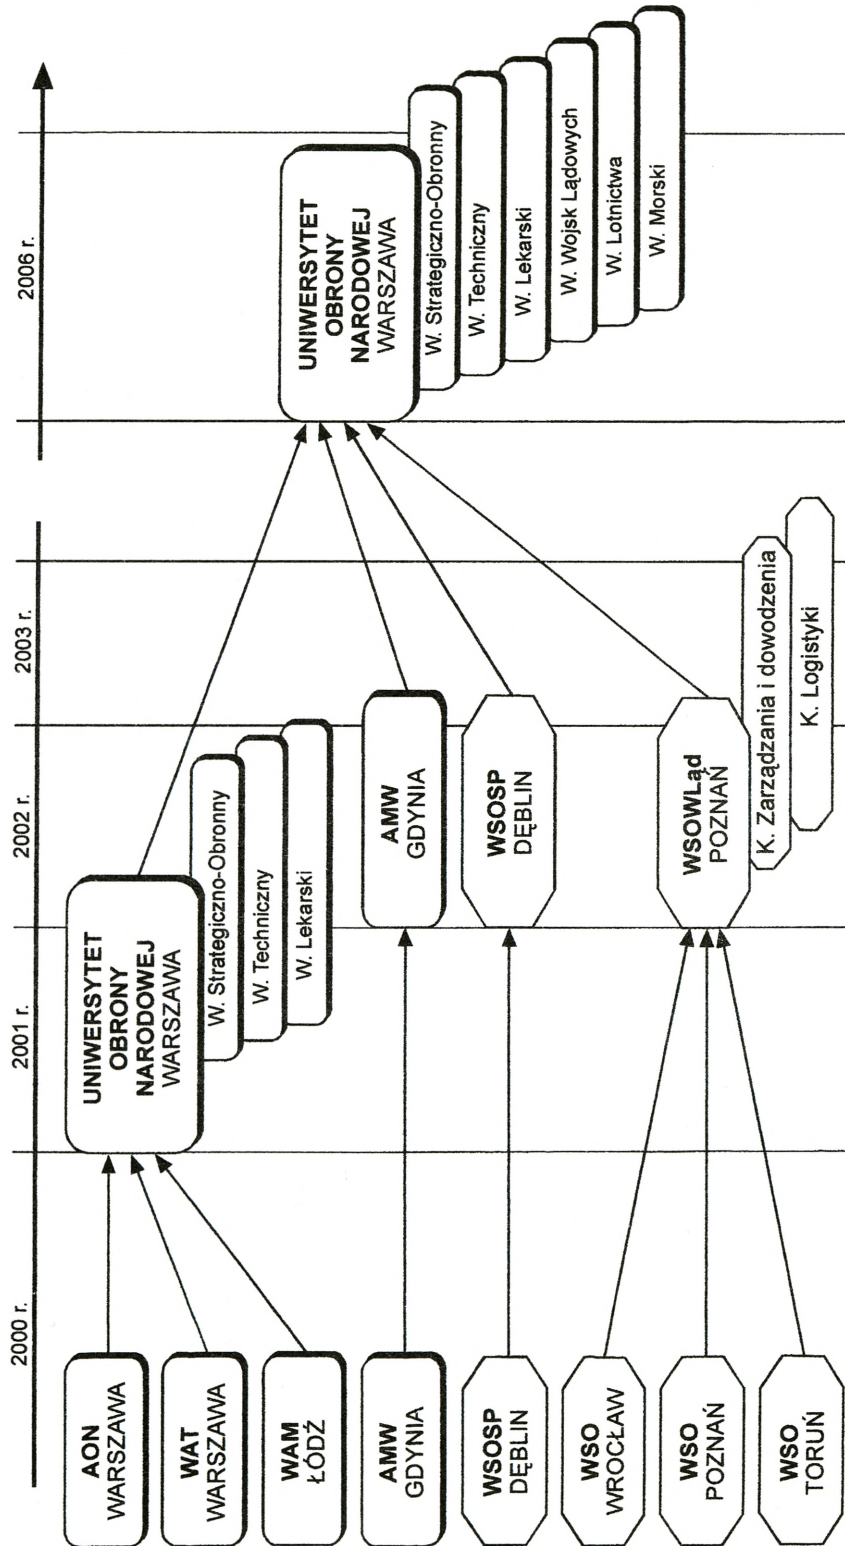 2000 r.
2001 r.
2002 r.
2003 r.
2006 r.
AON
WARSZAWA
WAT
WARSZAWA
WAM
ŁÓDŹ
AMW
GDYNIA
WSOSP
DĘBLIN
WSO
WROCŁAW
WSO
POZNAŃ
WSO
TORUŃ
UNIWERSYTET
OBRONY
NARODOWEJ
WARSZAWA
W. Strategiczno-Obronny
W. Techniczny
W. Lekarski
AMW
GDYNIA
WSOSP
DĘBLIN
WSOWLąd
POZNAŃ
K. Zarządzania i dowodzenia
K. Logistyki
UNIWERSYTET
OBRONY
NARODOWEJ
WARSZAWA
W. Strategiczno-Obronny
W. Techniczny
W. Lekarski
W. Wojsk Lądowych
W. Lotnictwa
W. Morski